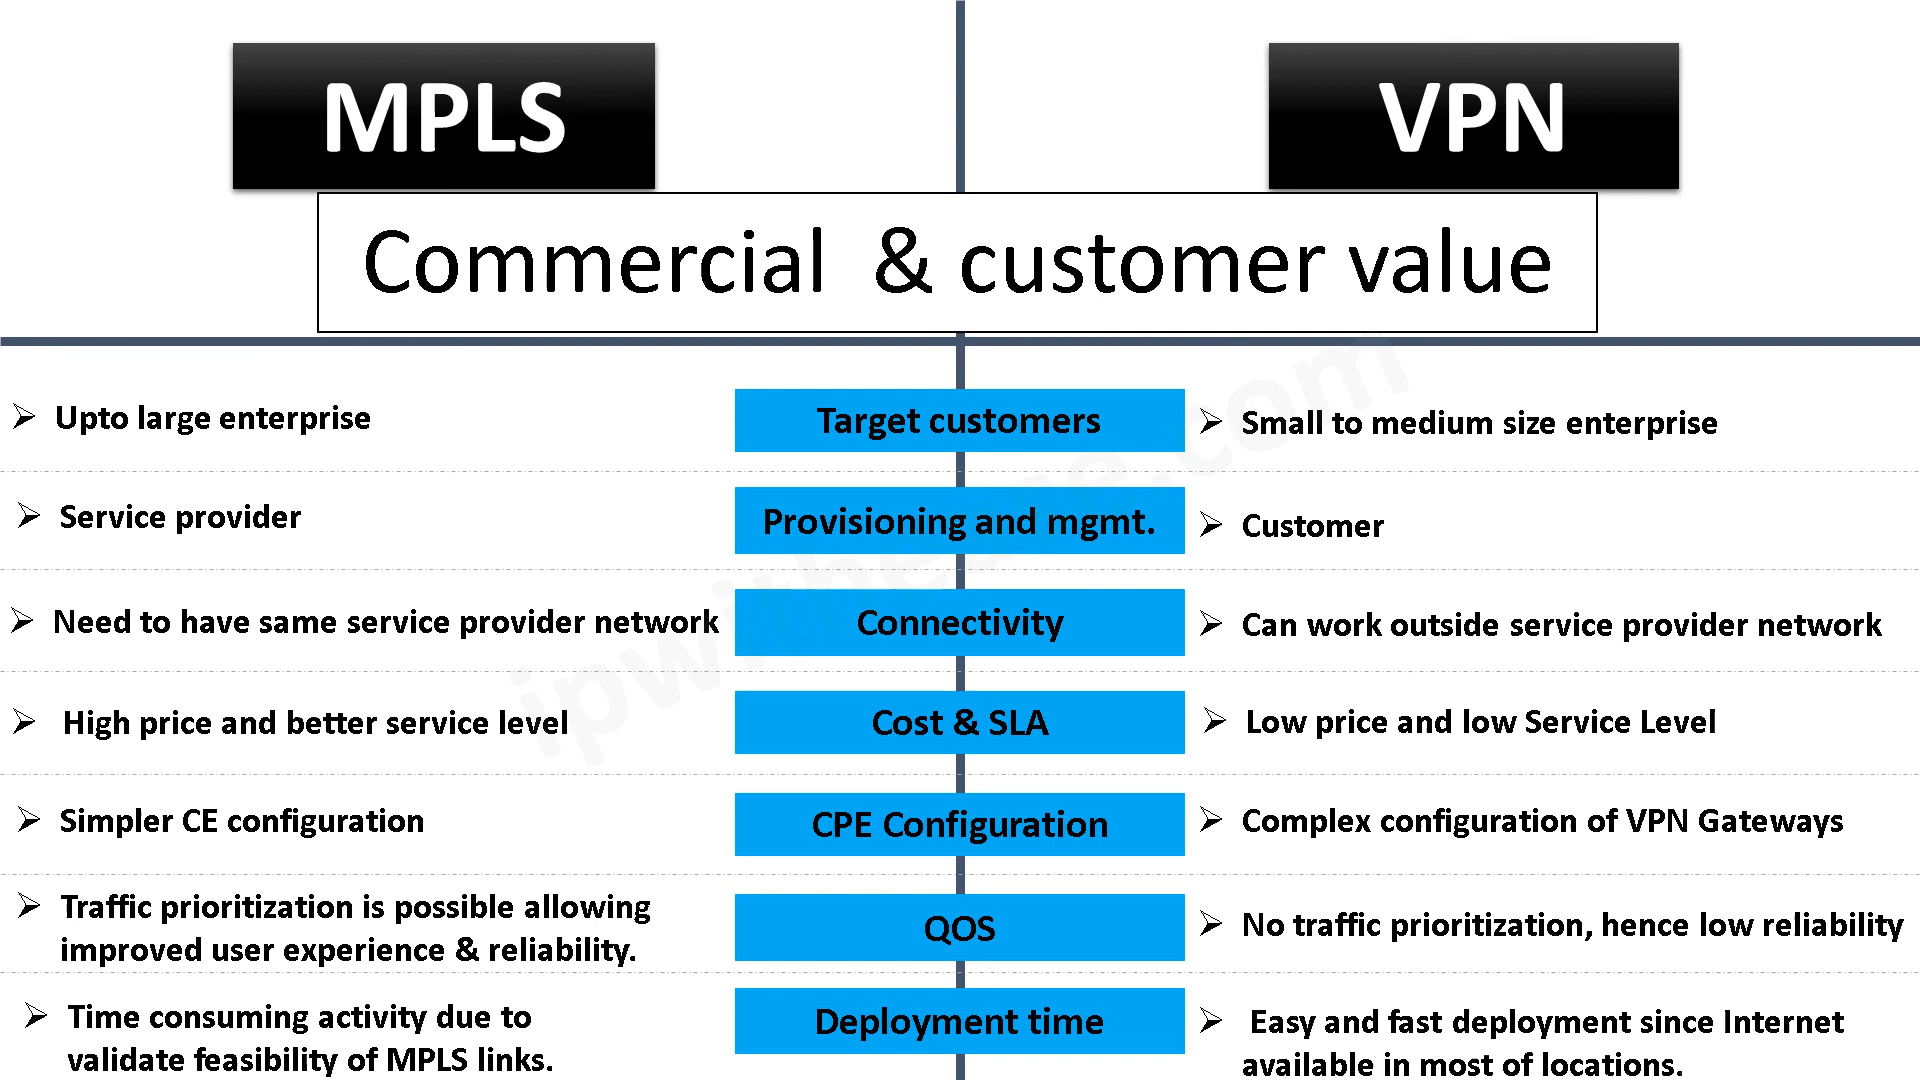 MPLS
VPN
Commercial & customer value
Upto large enterprise
Target customers
Small to medium size enterprise
Service provider
Provisioning and mgmt.
Customer
Need to have same service provider network
Connectivity
Can work outside service provider network
High price and better service level
Cost & SLA
Low price and low Service Level
Simpler CE configuration
CPE Configuration
Complex configuration of VPN Gateways
Traffic prioritization is possible allowing
improved user experience & reliability.
QOS
No traffic prioritization, hence low reliability
Time consuming activity due to
validate feasibility of MPLS links.
Deployment time
Easy and fast deployment since Internet
available in most of locations.